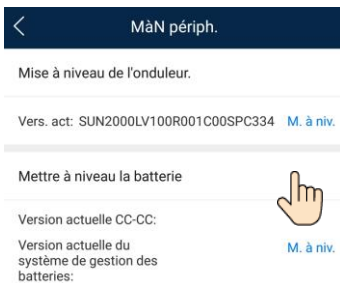 MàN périph.
Mise à niveau de l'onduleur.
Vers. act: SUN2000LV100R001C00SPC334 M. à niv.
Mettre à niveau la batterie
Version actuelle CC-CC:
Version actuelle du
système de gestion des
batteries:
M. à niv.